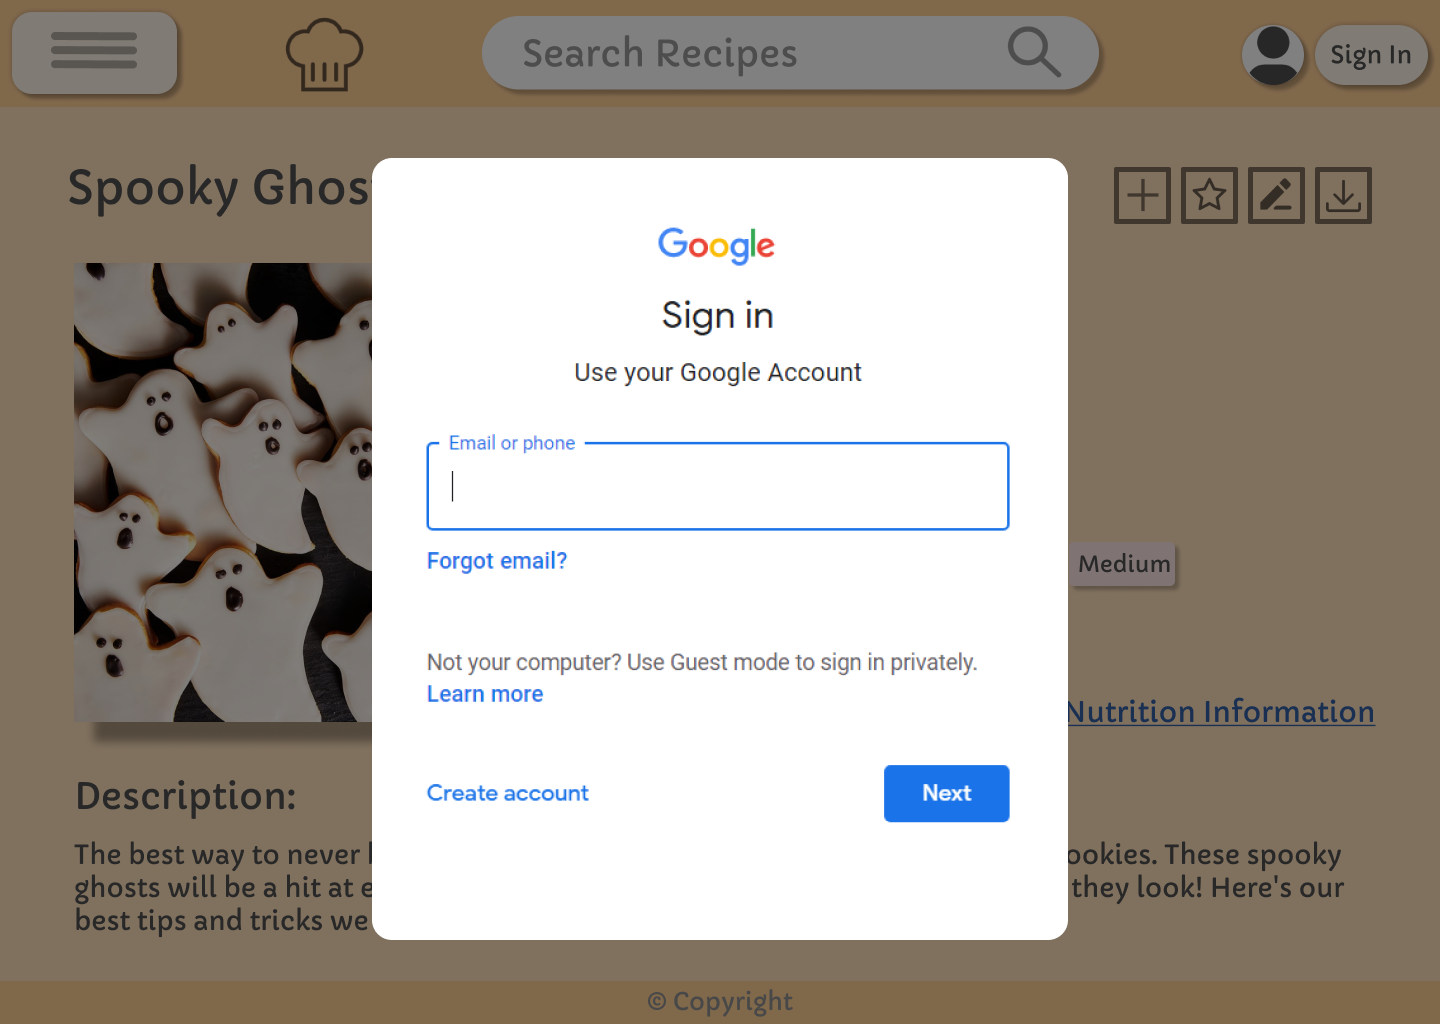 Search Recipes
Sign In
Spooky Ghos
Google
Sign in
Use your Google Account
Email or phone
Forgot email?
Medium
Not your computer? Use Guest mode to sign in privately.
Learn more
Nutrition Information
Create account
Next
Description:
The best way to never ookies. These spooky
ghosts will be a hit at they look! Here's our
best tips and tricks we
© Copyright